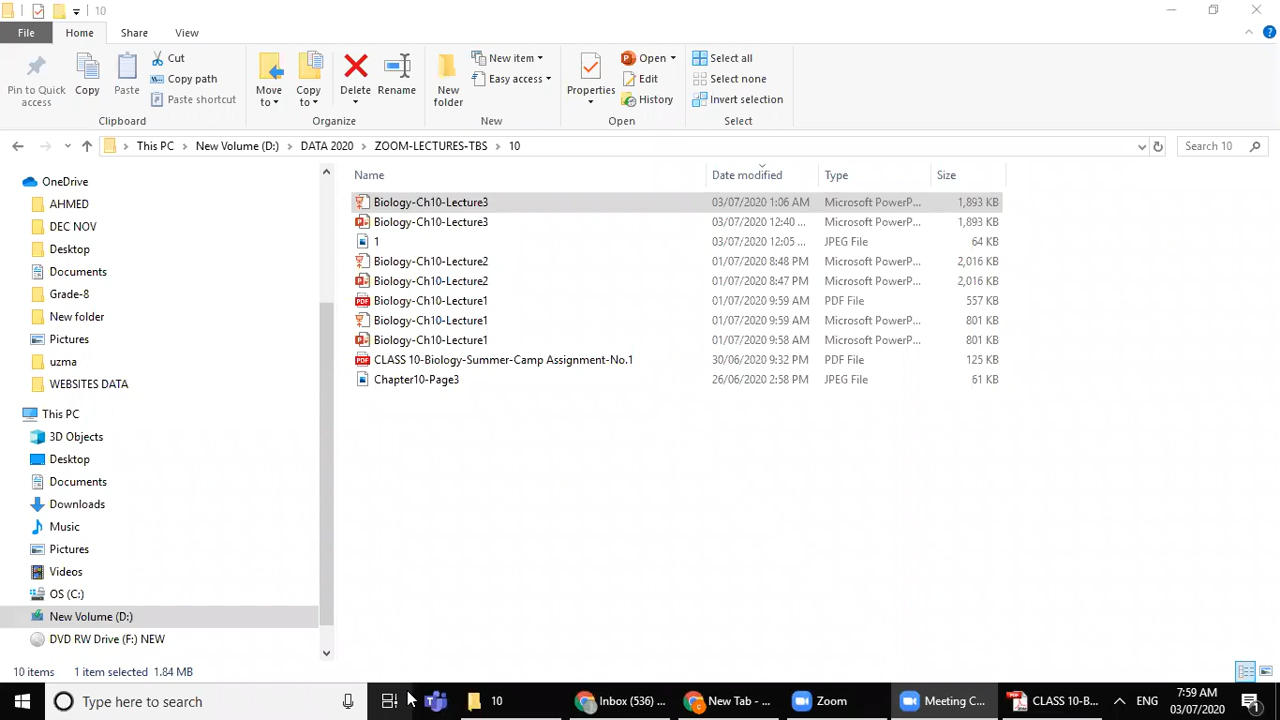 10
File Home Share View
Pin to Quick access
Copy
Paste
Cut
Copy path
Paste shortcut
Clipboard
Move to
Copy to
Delete
Rename
Organize
New folder
New item
Easy access
New
Properties
Open
Edit
History
Open
Select all
Select none
Invert selection
Select
This PC New Volume (D:) DATA 2020 ZOOM-LECTURES-TBS 10
Search 10
OneDrive
AHMED
DEC NOV
Desktop
Documents
Grade-8
New folder
Pictures
uzma
WEBSITES DATA
This PC
3D Objects
Desktop
Documents
Downloads
Music
Pictures
Videos
OS (C:)
New Volume (D:)
DVD RW Drive (F:) NEW
Name Date modified Type Size
Biology-Ch10-Lecture3 03/07/2020 1:06 AM Microsoft PowerP... 1,893 KB
Biology-Ch10-Lecture3 03/07/2020 12:40 ... Microsoft PowerP... 1,893 KB
1 03/07/2020 12:05 ... JPEG File 64 KB
Biology-Ch10-Lecture2 01/07/2020 8:48 PM Microsoft PowerP... 2,016 KB
Biology-Ch10-Lecture2 01/07/2020 8:47 PM Microsoft PowerP... 2,016 KB
Biology-Ch10-Lecture1 01/07/2020 9:59 AM PDF File 557 KB
Biology-Ch10-Lecture1 01/07/2020 9:59 AM Microsoft PowerP... 801 KB
Biology-Ch10-Lecture1 01/07/2020 9:58 AM Microsoft PowerP... 801 KB
CLASS 10-Biology-Summer-Camp Assignment-No.1 30/06/2020 9:32 PM PDF File 125 KB
Chapter10-Page3 26/06/2020 2:58 PM JPEG File 61 KB
10 items 1 item selected 1.84 MB
Type here to search
10
Inbox (536) ...
New Tab - ...
Zoom
Meeting C...
CLASS 10-B...
ENG
7:59 AM
03/07/2020
1